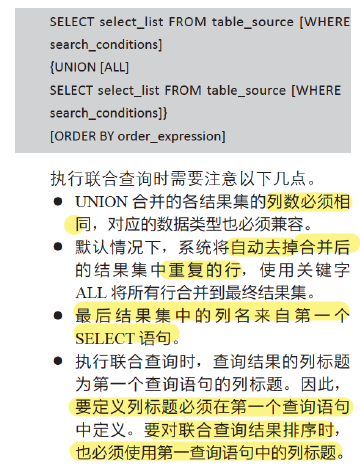 SELECT select_list FROM table_source [WHERE
search_conditions]
{UNION [ALL]
SELECT select_list FROM table_source [WHERE
search_conditions]}
[ORDER BY order_expression]
执行联合查询时需要注意以下几点。
● UNION 合并的各结果集的列数必须相
同，对应的数据类型也必须兼容。
● 默认情况下，系统将自动去掉合并后
的结果集中重复的行，使用关键字
ALL 将所有行合并到最终结果集。
● 最后结果集中的列名来自第一个
SELECT 语句。
● 执行联合查询时，查询结果的列标题
为第一个查询语句的列标题。因此，
要定义列标题必须在第一个查询语句
中定义。要对联合查询结果排序时，
也必须使用第一查询语句中的列标题。